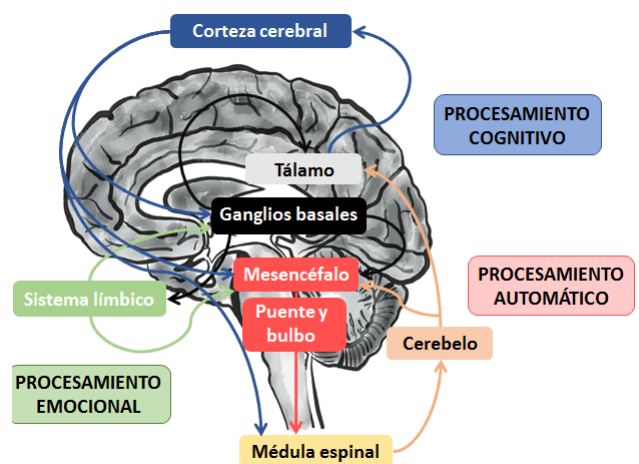 Corteza cerebral
PROCESAMIENTO
COGNITIVO
Tálamo
Ganglios basales
Mesencéfalo
PROCESAMIENTO
AUTOMÁTICO
Sistema límbico
Puente y
bulbo
Cerebelo
PROCESAMIENTO
EMOCIONAL
Médula espinal